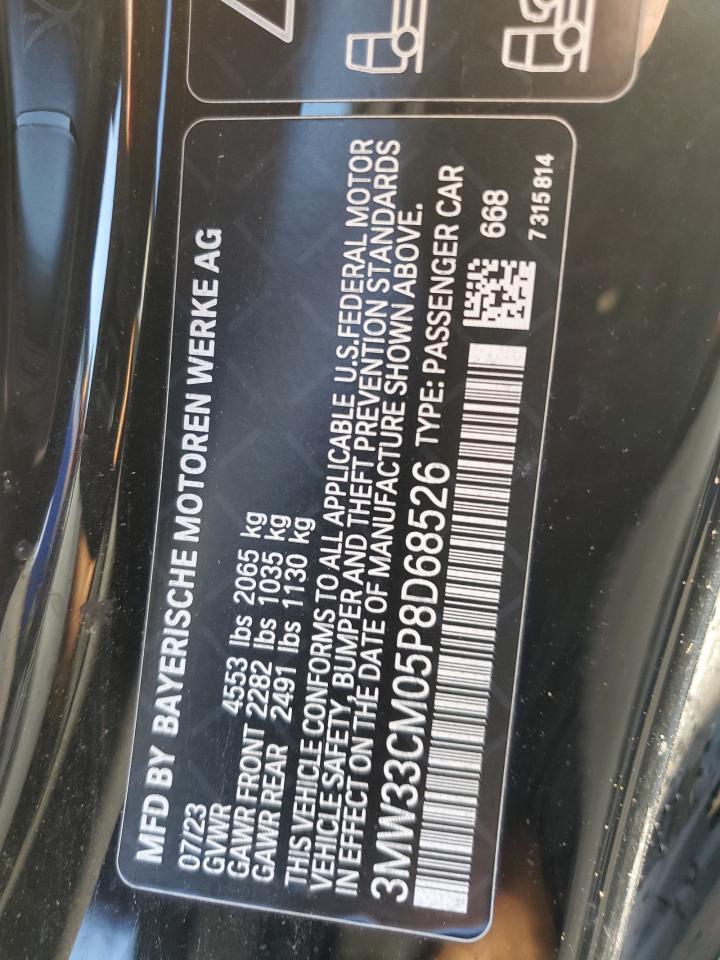 MFD BY BAYERISCHE MOTOREN WERKE AG
07/23
GVWR 4553 lbs 2065 kg
GAWR FRONT 2282 lbs 1035 kg
GAWR REAR 2491 lbs 1130 kg
THIS VEHICLE CONFORMS TO ALL APPLICABLE U.S.FEDERAL MOTOR
VEHICLE SAFETY, BUMPER AND THEFT PREVENTION STANDARDS
IN EFFECT ON THE DATE OF MANUFACTURE SHOWN ABOVE.
3MW33CM05P8D68526 TYPE: PASSENGER CAR
668
7 315 814